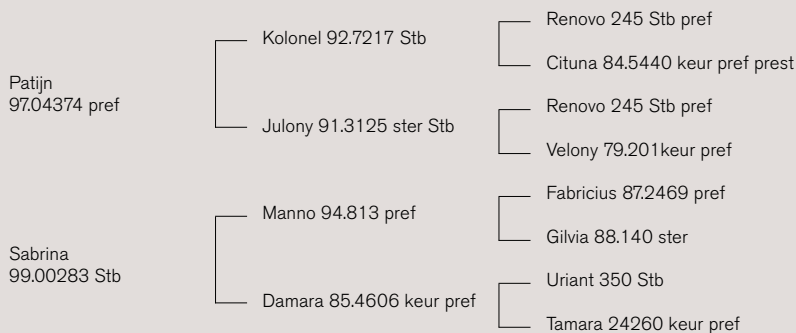 Renovo 245 Stb pref
Kolonel 92.7217 Stb
Cituna 84.5440 keur pref prest
Patijn
97.04374 pref
Renovo 245 Stb pref
Julony 91.3125 ster Stb
Velony 79.201keur pref
Fabricius 87.2469 pref
Manno 94.813 pref
Gilvia 88.140 ster
Sabrina
99.00283 Stb
Uriant 350 Stb
Damara 85.4606 keur pref
Tamara 24260 keur pref